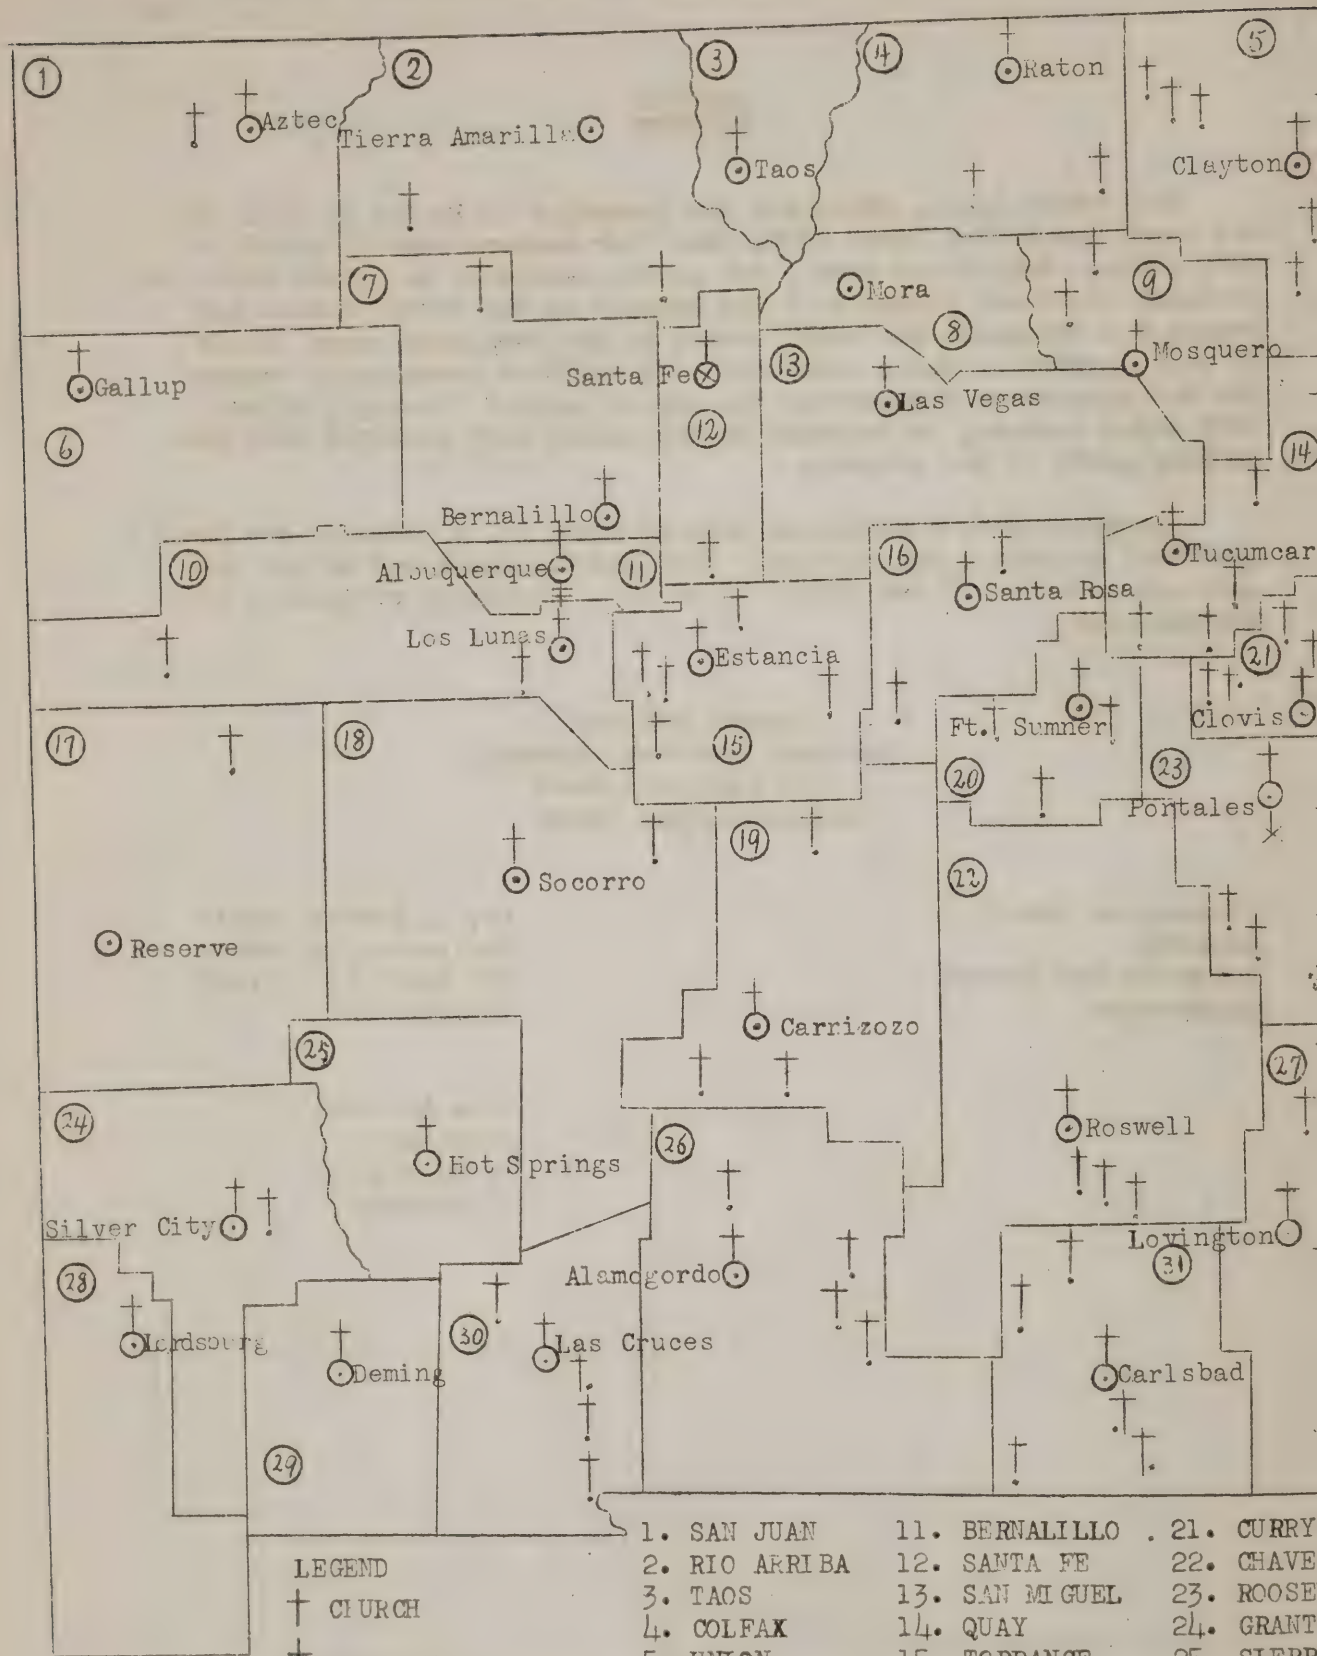 1
2
3
4
5
Raton
Aztec
Tierra Amarilla
Taos
Clayton
7
Mora
9
8
Mosquero
Gallup
Santa Fe
13
Las Vegas
6
12
14
Bernalillo
10
Albuquerque
11
16
Tucumcar
Santa Rosa
Los Lunas
Estancia
21
17
18
15
Ft. Sumner
Clovis
20
23
Portales
19
Socorro
22
Reserve
Carrizozo
25
27
24
26
Roswell
Hot Springs
Silver City
Lovington
28
Alamogordo
31
Lordsburg
30
Las Cruces
Deming
Carlsbad
29
1. SAN JUAN 11. BERNALILLO . 21. CURRY
LEGEND 2. RIO ARRIBA 12. SANTA FE 22. CHAVE
CHURCH 3. TAOS 13. SAN MIGUEL 23. ROOSE
4. COLFAX 14. QUAY 24. GRANT